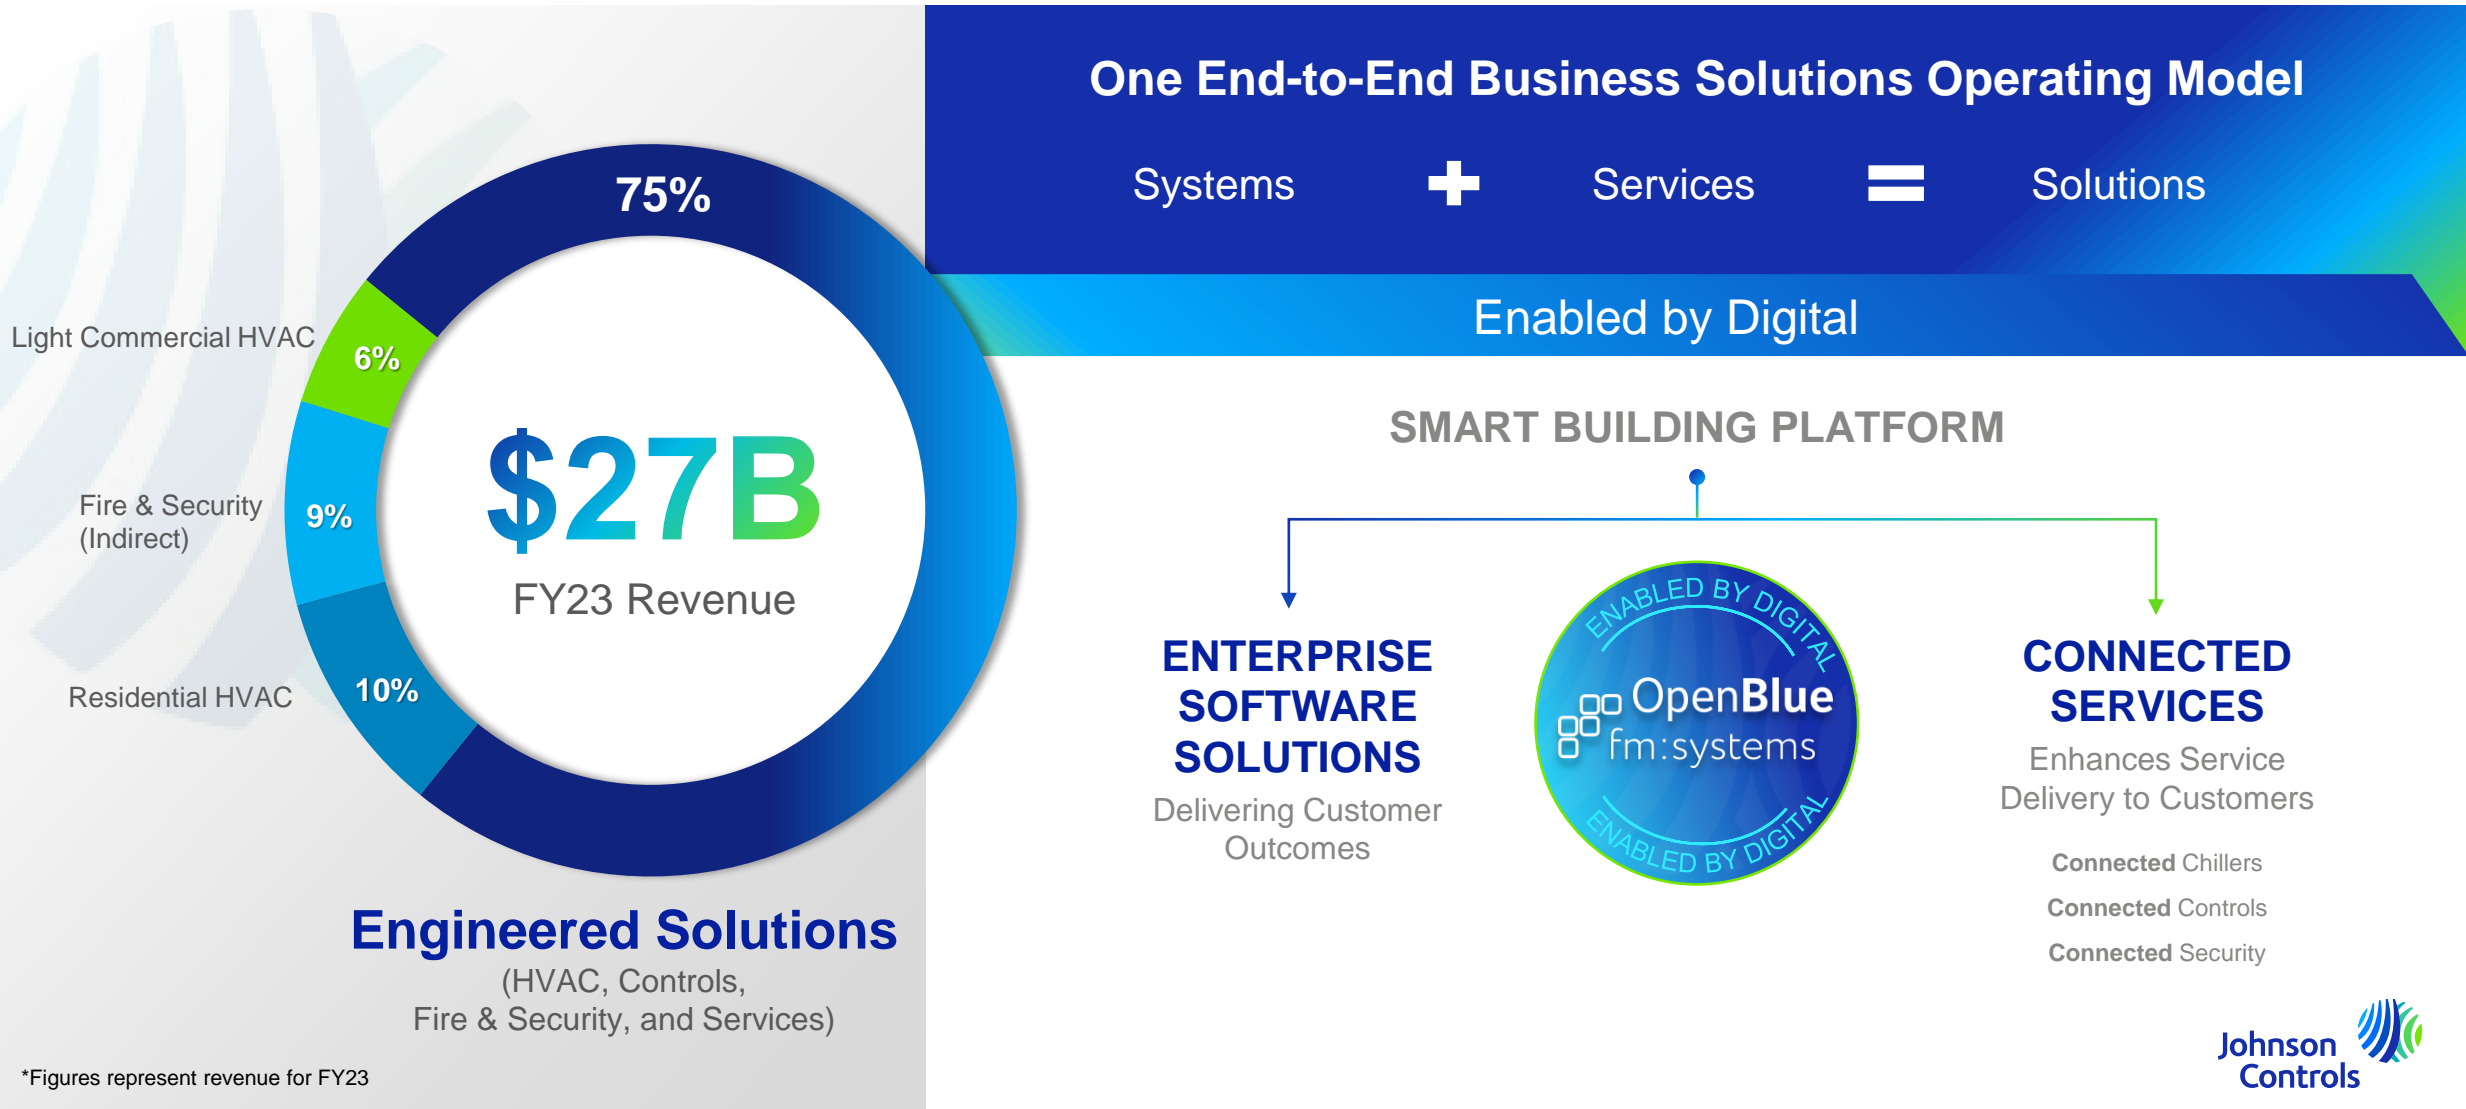 75%
Light Commercial HVAC
6%
Fire & Security
(Indirect)
9%
Residential HVAC
10%
$27B
FY23 Revenue
Engineered Solutions
(HVAC, Controls,
Fire & Security, and Services)
*Figures represent revenue for FY23
One End-to-End Business Solutions Operating Model
Systems + Services = Solutions
Enabled by Digital
SMART BUILDING PLATFORM
ENTERPRISE
SOFTWARE
SOLUTIONS
Delivering Customer
Outcomes
ENABLED BY DIGITAL
OpenBlue
fm:systems
ENABLED BY DIGITAL
CONNECTED
SERVICES
Enhances Service
Delivery to Customers
Connected Chillers
Connected Controls
Connected Security
Johnson
Controls